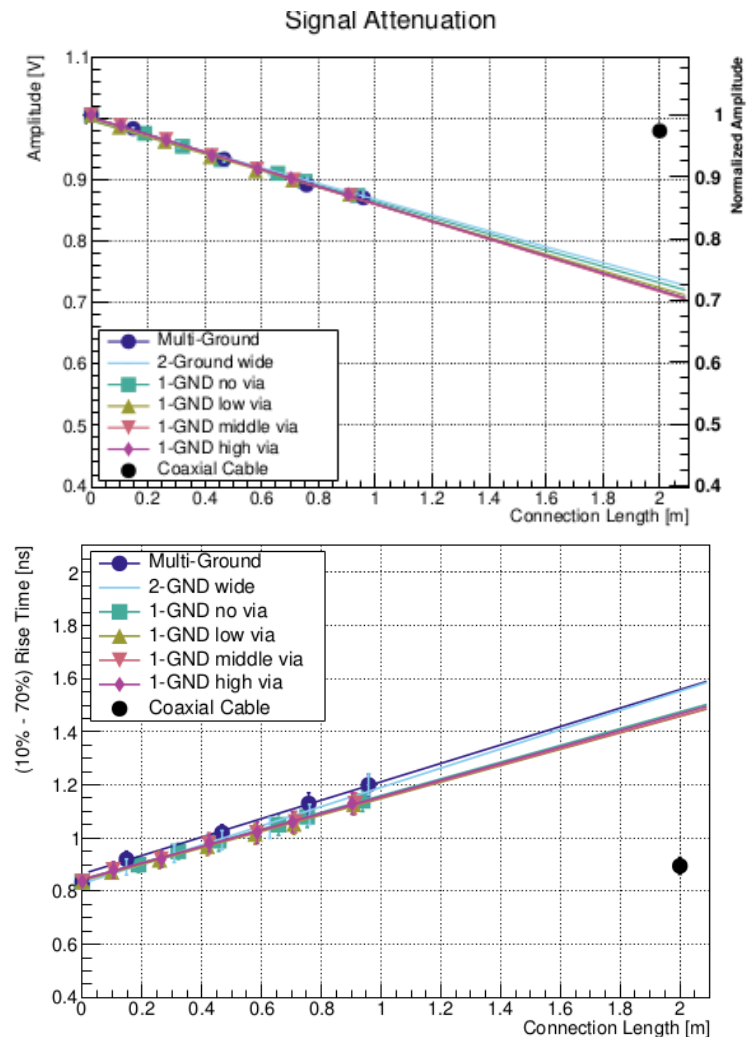 Signal Attenuation
Amplitude [V]
1.1
0.9
0.8
0.7
0.6
0.5
0.4
Normalized Amplitude
1
0.9
0.8
0.7
0.6
0.5
0.4
Multi-Ground
2-Ground wide
1-GND no via
1-GND low via
1-GND middle via
1-GND high via
Coaxial Cable
0 0.2 0.4 0.6 0.8 1 1.2 1.4 1.6 1.8 2
Connection Length [m]
(10% - 70%) Rise Time [ns]
2
1.8
1.6
1.4
1.2
1
0.8
0.6
0.4
Multi-Ground
2-GND wide
1-GND no via
1-GND low via
1-GND middle via
1-GND high via
Coaxial Cable
0 0.2 0.4 0.6 0.8 1 1.2 1.4 1.6 1.8 2
Connection Length [m]